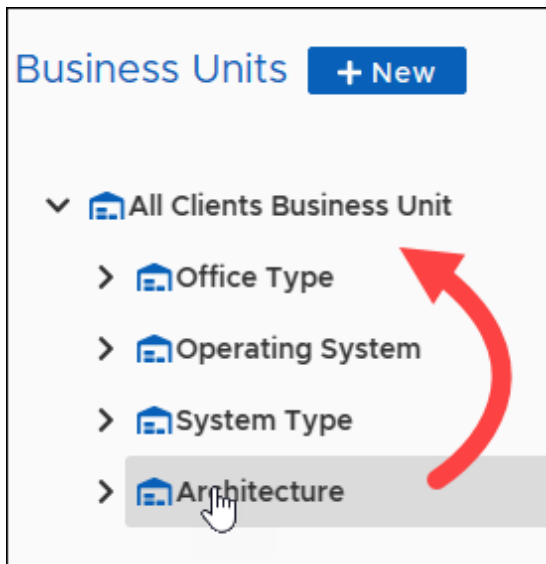 Business Units + New
All Clients Business Unit
Office Type
Operating System
System Type
Architecture